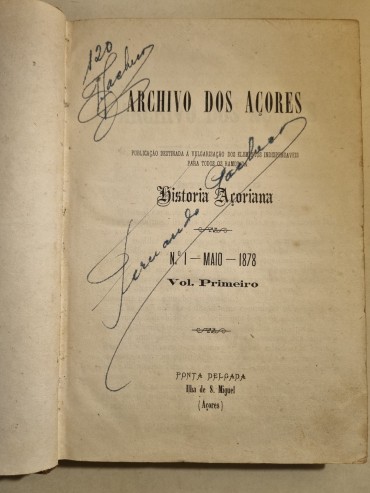 120
Pacheco
ARCHIVO DOS AÇORES
PUBLICAÇÃO DESTINADA A VULGARISAÇÃO DOS ELEMENTOS INDISPENSAVEIS
PARA TODOS OS RAMOS DA
Historia Açoriana
Fernando Pacheco
N.º 1 — MAIO — 1878
Vol. Primeiro
PONTA DELGADA
Ilha de S. Miguel
(Açores)